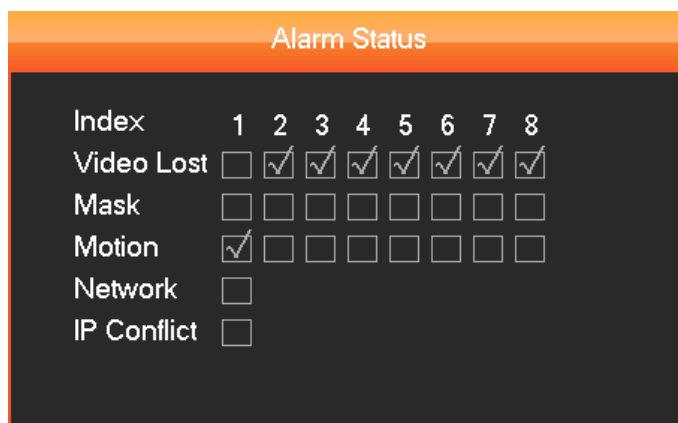 Alarm Status
Index 1 2 3 4 5 6 7 8
Video Lost
Mask
Motion
Network
IP Conflict